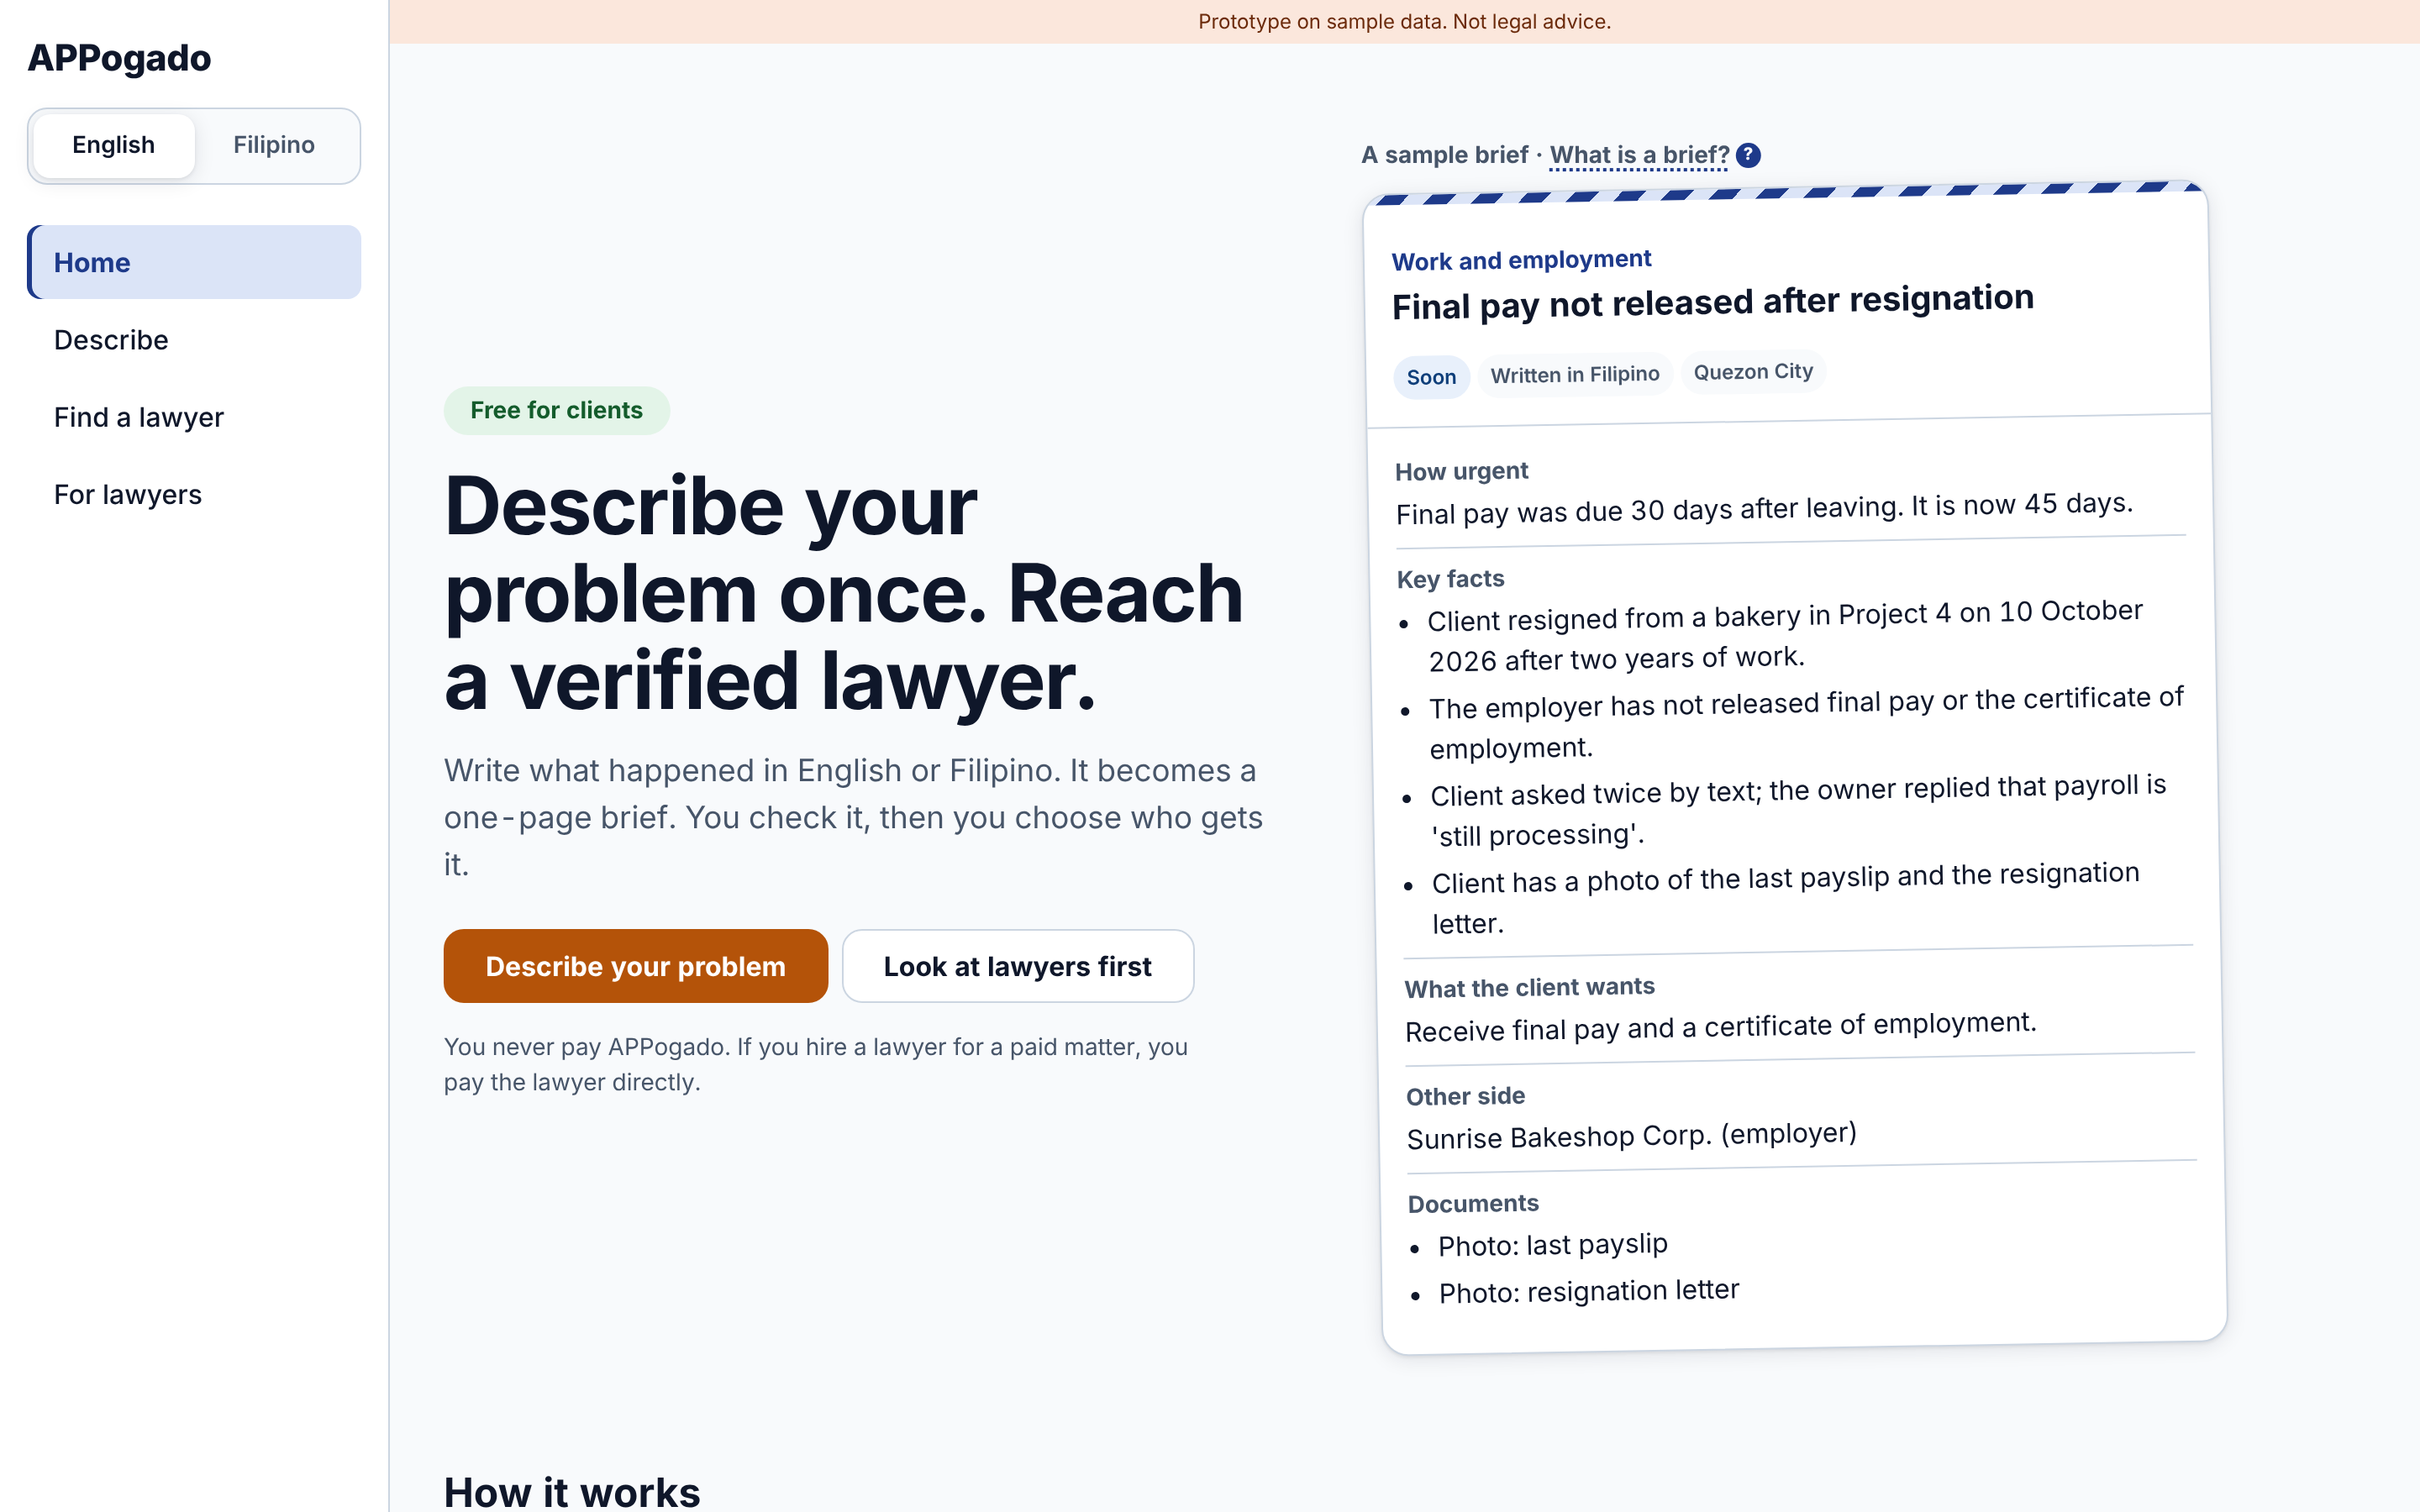 APPogado
English
Filipino
Home
Describe
Find a lawyer
For lawyers
Prototype on sample data. Not legal advice.
Free for clients
Describe your
problem once. Reach
a verified lawyer.
Write what happened in English or Filipino. It becomes a
one-page brief. You check it, then you choose who gets
it.
Describe your problem
Look at lawyers first
You never pay APPogado. If you hire a lawyer for a paid matter, you
pay the lawyer directly.
A sample brief · What is a brief? ?
Work and employment
Final pay not released after resignation
Soon
Written in Filipino
Quezon City
How urgent
Final pay was due 30 days after leaving. It is now 45 days.
Key facts
• Client resigned from a bakery in Project 4 on 10 October
2026 after two years of work.
• The employer has not released final pay or the certificate of
employment.
• Client asked twice by text; the owner replied that payroll is
'still processing'.
• Client has a photo of the last payslip and the resignation
letter.
What the client wants
Receive final pay and a certificate of employment.
Other side
Sunrise Bakeshop Corp. (employer)
Documents
• Photo: last payslip
• Photo: resignation letter
How it works